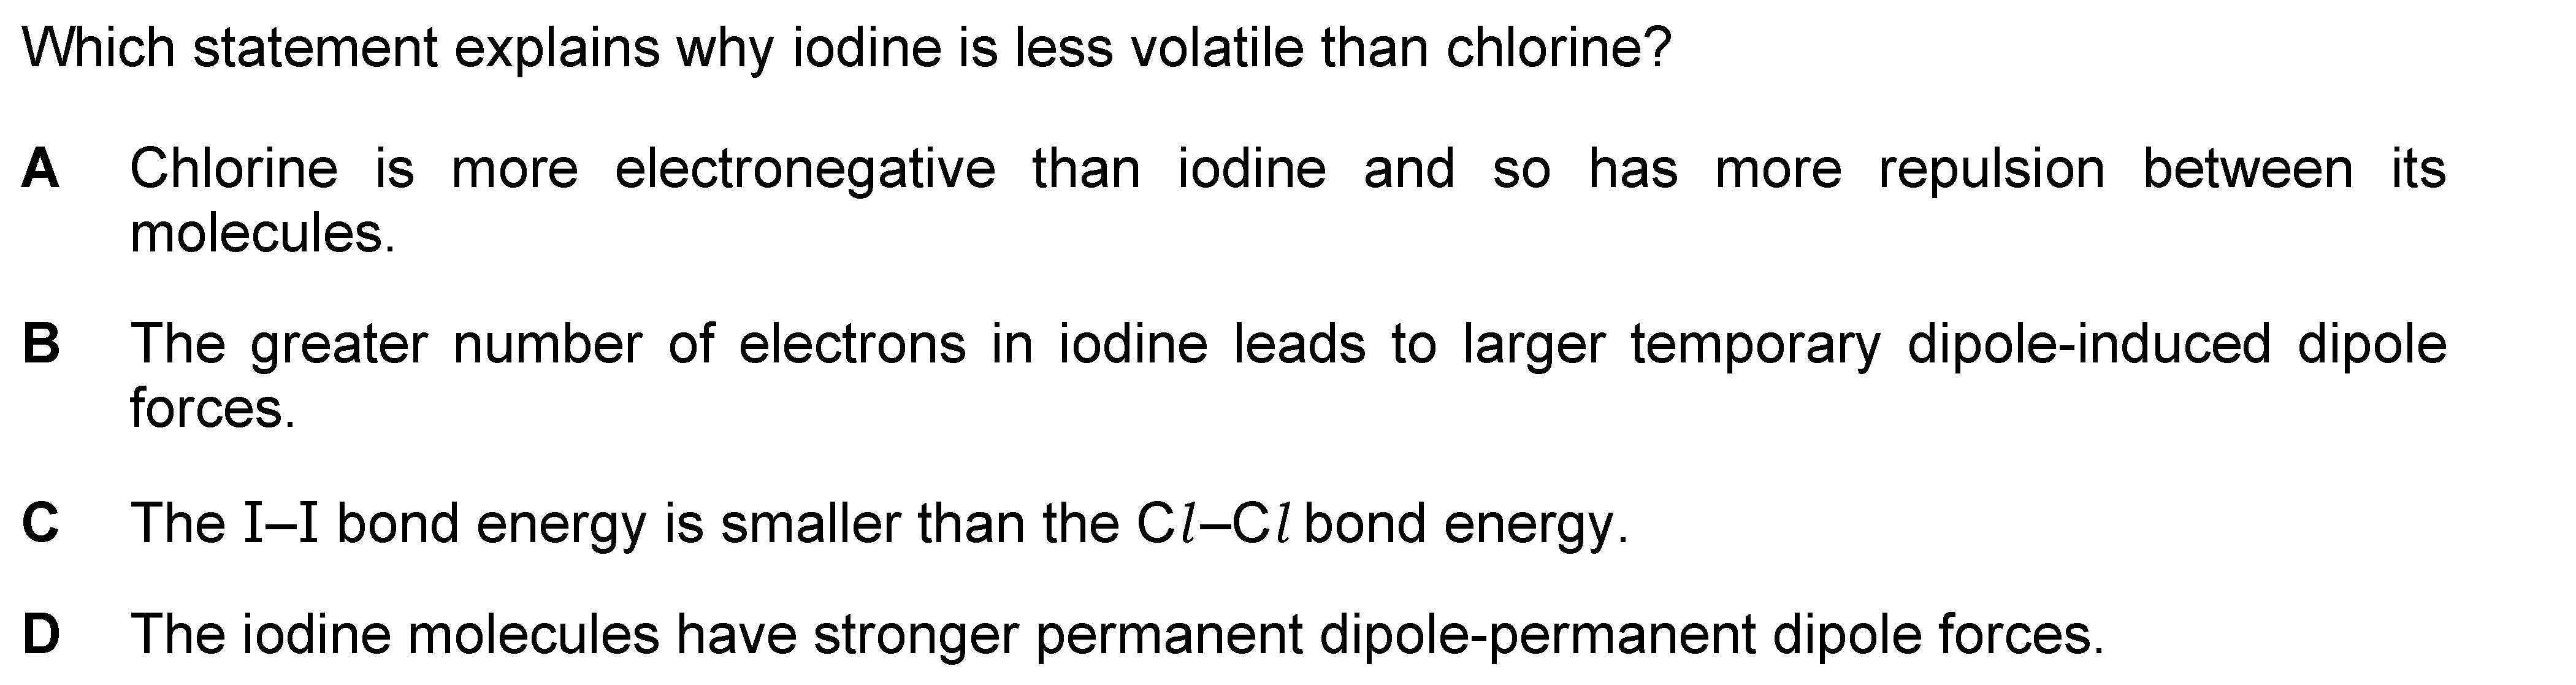 Which statement explains why iodine is less volatile than chlorine?
A Chlorine is more electronegative than iodine and so has more repulsion between its
molecules.
B The greater number of electrons in iodine leads to larger temporary dipole-induced dipole
forces.
C The I–I bond energy is smaller than the Cl–Cl bond energy.
D The iodine molecules have stronger permanent dipole-permanent dipole forces.